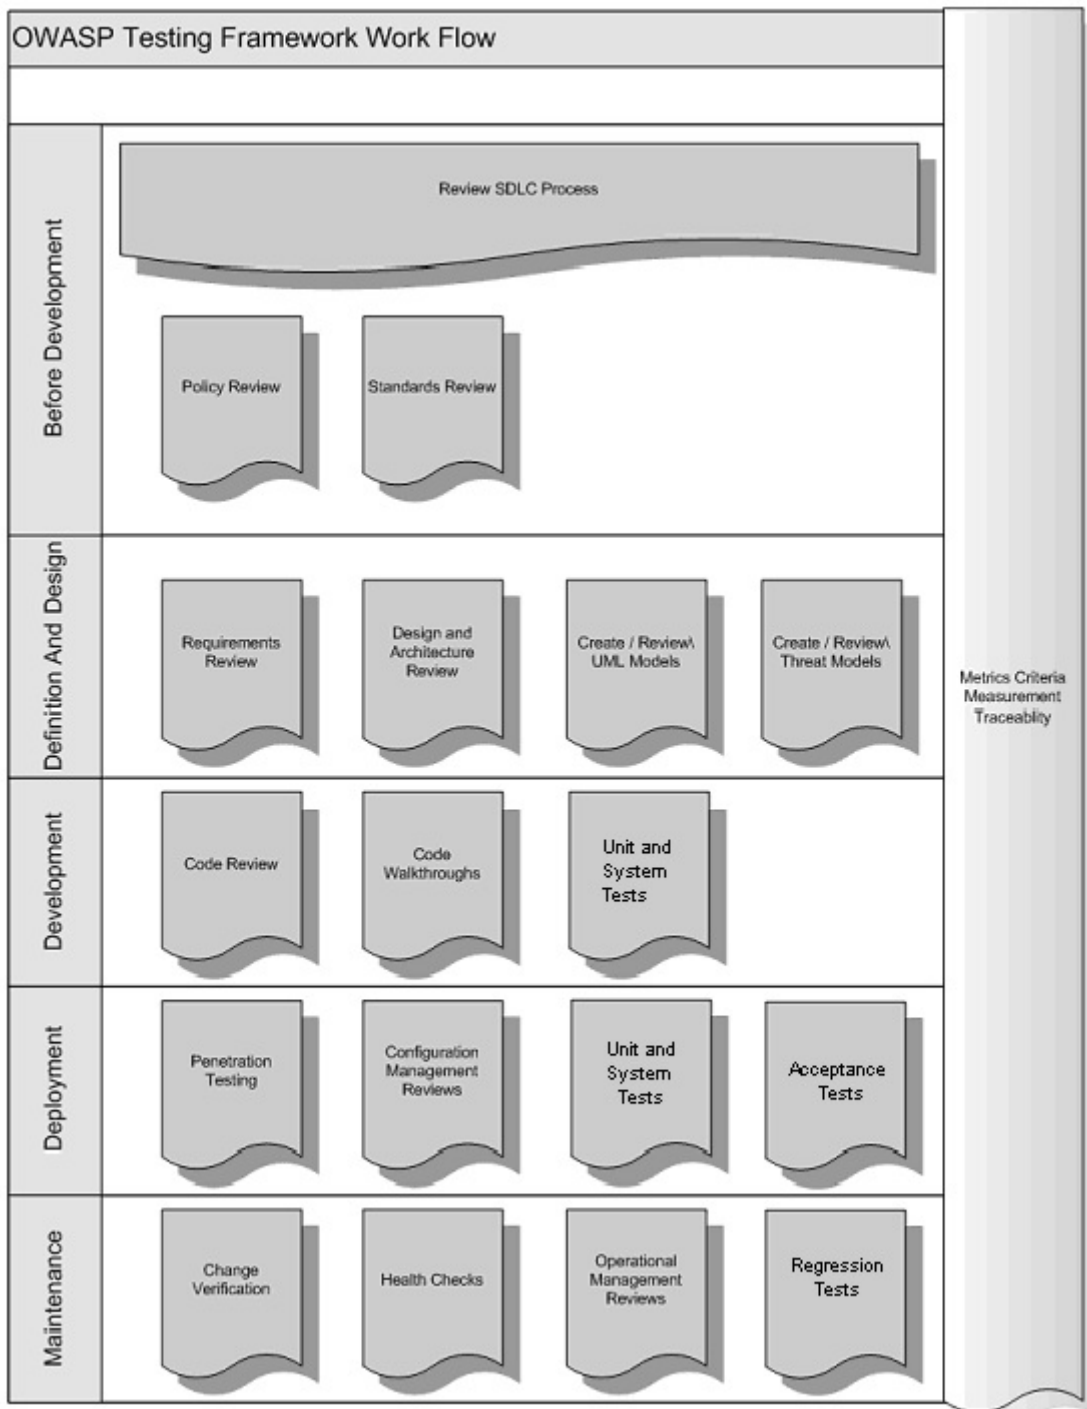 OWASP Testing Framework Work Flow
Before Development
Review SDLC Process
Policy Review
Standards Review
Definition And Design
Requirements
Review
Design and
Architecture
Review
Create / Review\
UML Models
Create / Review\
Threat Models
Metrics Criteria
Measurement
Traceablity
Development
Code Review
Code
Walkthroughs
Unit and
System
Tests
Deployment
Penetration
Testing
Configuration
Management
Reviews
Unit and
System
Tests
Acceptance
Tests
Maintenance
Change
Verification
Health Checks
Operational
Management
Reviews
Regression
Tests